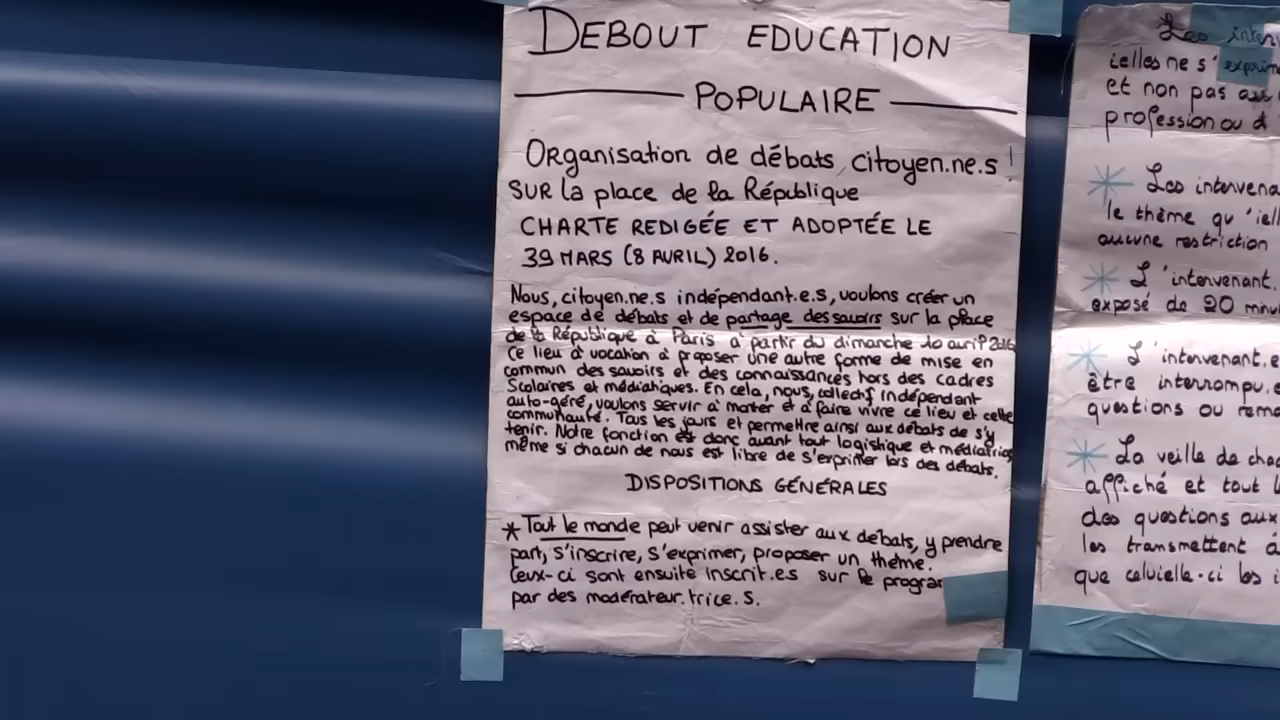 DEBOUT EDUCATION
POPULAIRE
Organisation de débats, citoyen.ne.s !
SUR la place de la République
CHARTE REDIGÉE ET ADOPTÉE LE
39 MARS (8 AVRIL) 2016.
Nous, citoyen.ne.s indépendant.e.s, voulons créer un
espace de débats et de partage des savoirs sur la place
de la République à Paris à partir du dimanche 10 avril 2016
Ce lieu à vocation à proposer une autre forme de mise en
commun des savoirs et des connaissances hors des cadres
Scolaires et médiatiques. En cela, nous, collectif indépendant
auto-géré, voulons servir à monter et à faire vivre ce lieu et cette
communauté. Tous les jours et permettre ainsi aux débats de s'y
tenir. Notre fonction est donc avant tout logistique et médiatrice,
même si chacun de nous est libre de s'exprimer lors des débats.
DISPOSITIONS GÉNÉRALES
* Tout le monde peut venir assister aux débats, y prendre
part, s'inscrire, s'exprimer, proposer un thème.
Ceux-ci sont ensuite inscrit.es sur le progra
par des modérateur.trice.s.
Les interv
ielles ne s'exprim
et non pas
profession ou d
* Les intervena
le thème qu'iell
aucune restriction
* L'intervenant.
exposé de 20 minu
* L'intervenant.e
être interrompu.e
questions ou rema
* La veille de chaq
affiché et tout l
des questions aux
les transmettent à
que celuielle-ci les i